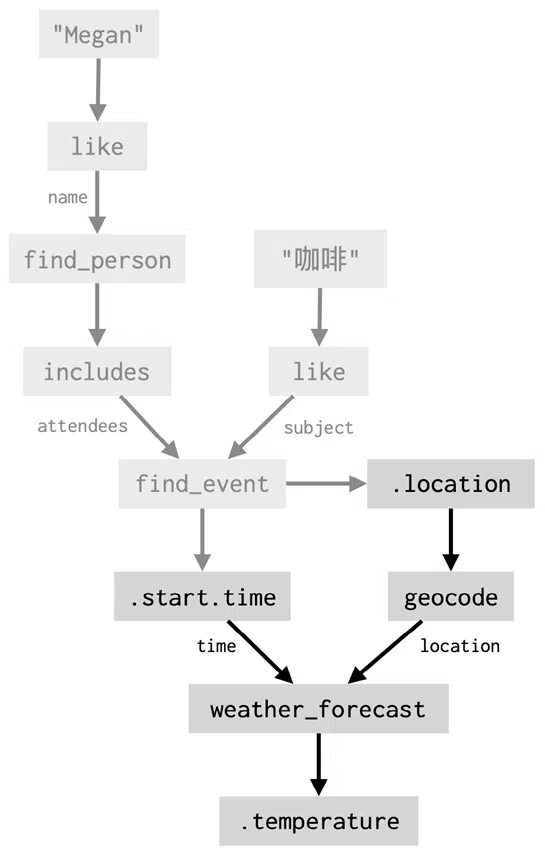 "Megan"
like
name
find_person
"咖啡"
includes
like
attendees
subject
find_event
.location
.start.time
geocode
time
location
weather_forecast
.temperature